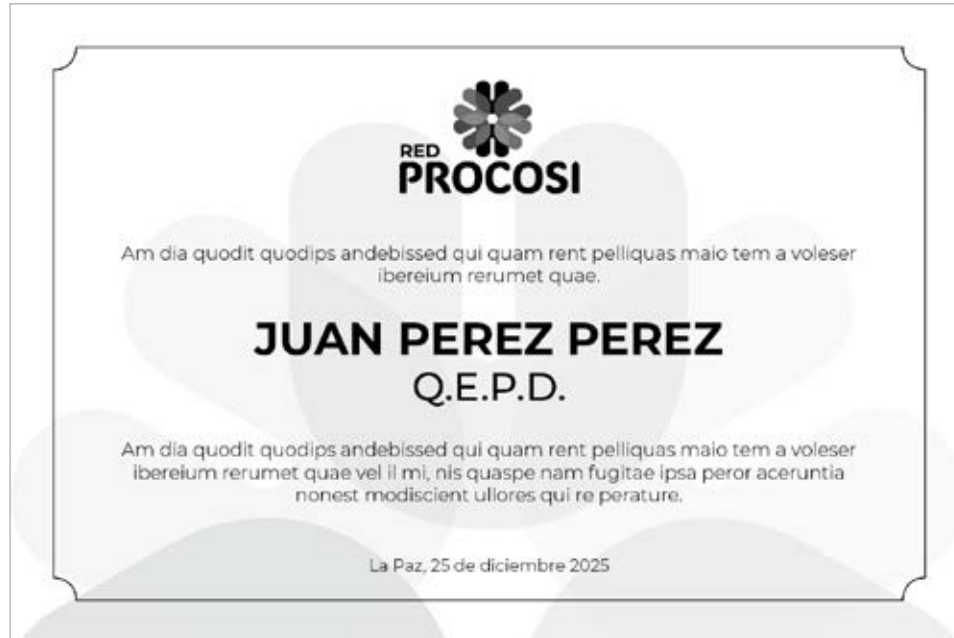 RED
PROCOSI
Am dia quodit quodips andebissed qui quam rent pelliquas maio tem a voleser
ibereium rerumet quae.
JUAN PEREZ PEREZ
Q.E.P.D.
Am dia quodit quodips andebissed qui quam rent pelliquas maio tem a voleser
ibereium rerumet quae vel il mi, nis quaspe nam fugitae ipsa peror aceruntia
nonest modiscient ullores qui re perature.
La Paz, 25 de diciembre 2025